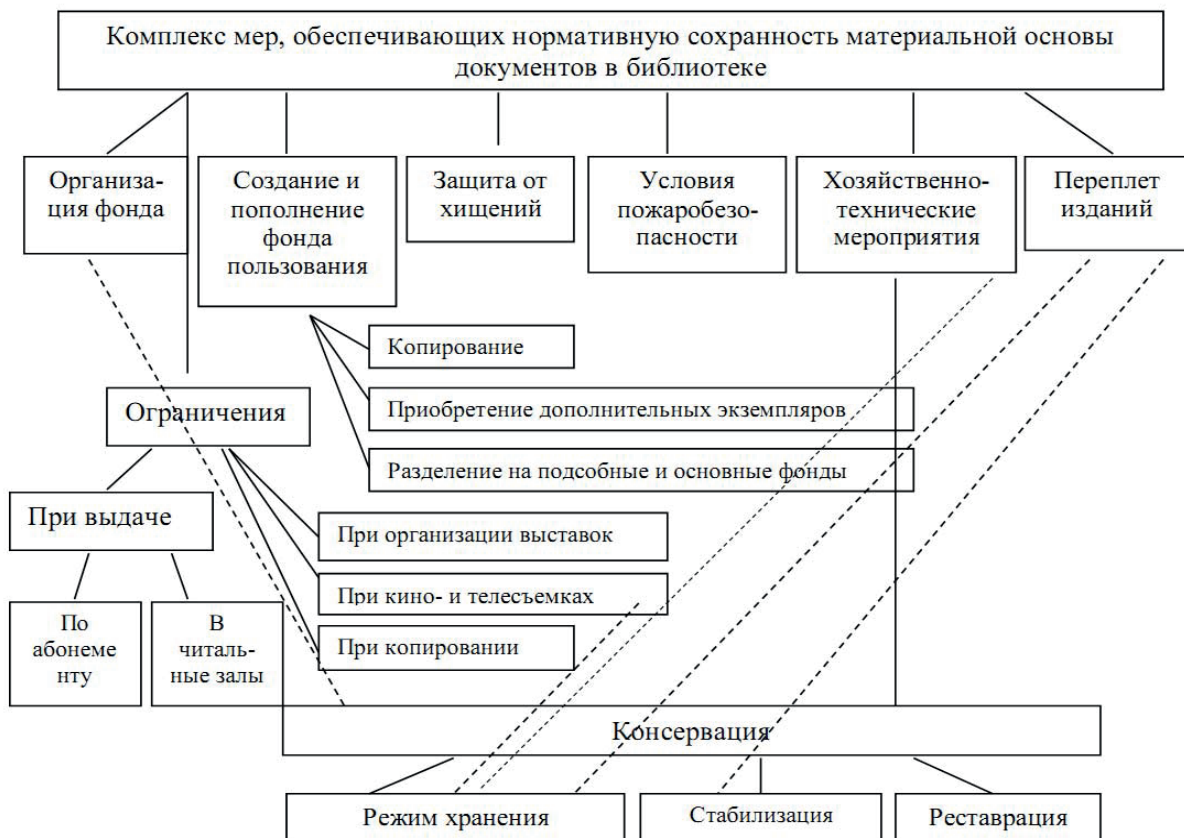 Комплекс мер, обеспечивающих нормативную сохранность материальной основы
документов в библиотеке
Организа-
ция фонда
Создание и
пополнение
фонда
пользования
Защита от
хищений
Условия
пожаробезо-
пасности
Хозяйственно-
технические
мероприятия
Переплет
изданий
Копирование
Приобретение дополнительных экземпляров
Разделение на подсобные и основные фонды
Ограничения
При выдаче
При организации выставок
При кино- и телесъемках
При копировании
По
абонеме
нту
В
читаль-
ные залы
Консервация
Режим хранения
Стабилизация
Реставрация